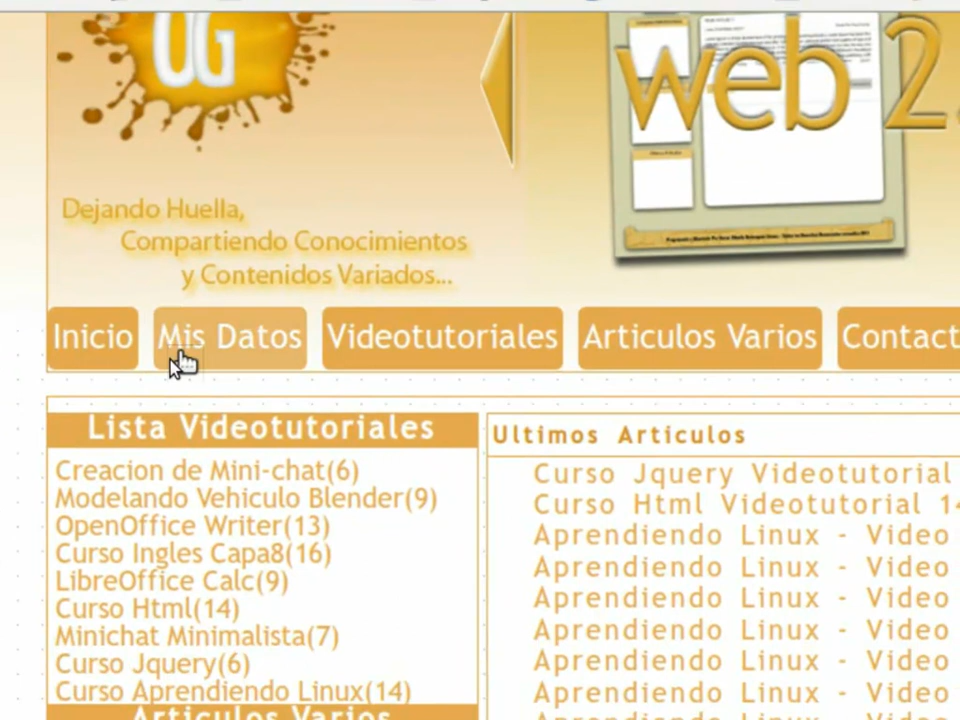 OG
web 2.
Dejando Huella,
Compartiendo Conocimientos
y Contenidos Variados...
Inicio
Mis Datos
Videotutoriales
Articulos Varios
Contact
Lista Videotutoriales
Creacion de Mini-chat(6)
Modelando Vehiculo Blender(9)
OpenOffice Writer(13)
Curso Ingles Capa8(16)
LibreOffice Calc(9)
Curso Html(14)
Minichat Minimalista(7)
Curso Jquery(6)
Curso Aprendiendo Linux(14)
Articulos Varios
Ultimos Articulos
Curso Jquery Videotutorial
Curso Html Videotutorial 14
Aprendiendo Linux - Video
Aprendiendo Linux - Video
Aprendiendo Linux - Video
Aprendiendo Linux - Video
Aprendiendo Linux - Video
Aprendiendo Linux - Video
Aprendiendo Linux - Video